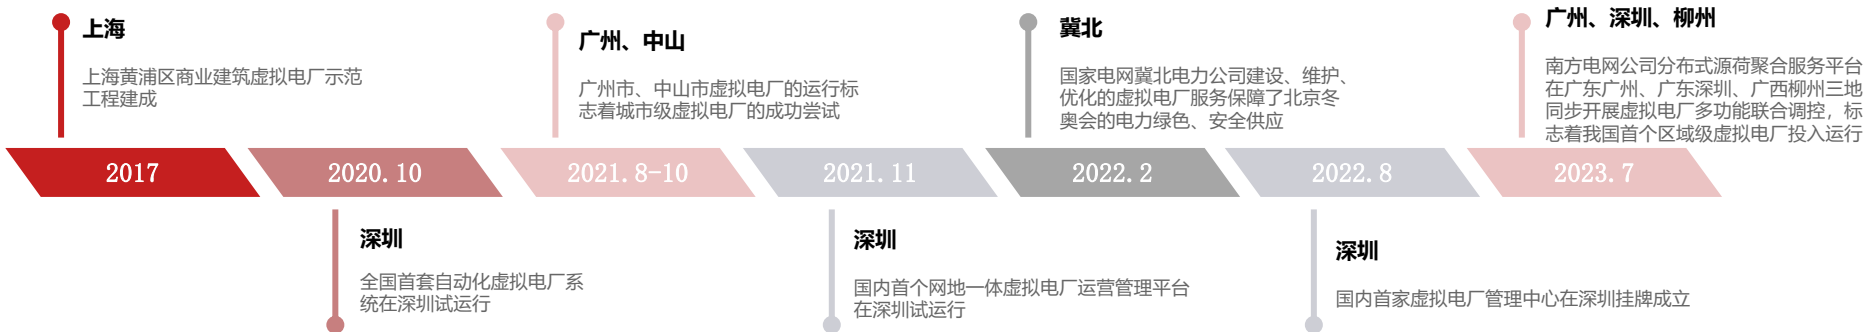 上海
上海黄浦区商业建筑虚拟电厂示范
工程建成
广州、中山
广州市、中山市虚拟电厂的运行标
志着城市级虚拟电厂的成功尝试
冀北
国家电网冀北电力公司建设、维护、
优化的虚拟电厂服务保障了北京冬
奥会的电力绿色、安全供应
广州、深圳、柳州
南方电网公司分布式源荷聚合服务平台
在广东广州、广东深圳、广西柳州三地
同步开展虚拟电厂多功能联合调控，标
志着我国首个区域级虚拟电厂投入运行
2017
2020.10
2021.8-10
2021.11
2022.2
2022.8
2023.7
深圳
全国首套自动化虚拟电厂系
统在深圳试运行
深圳
国内首个网地一体虚拟电厂运营管理平台
在深圳试运行
深圳
国内首家虚拟电厂管理中心在深圳挂牌成立